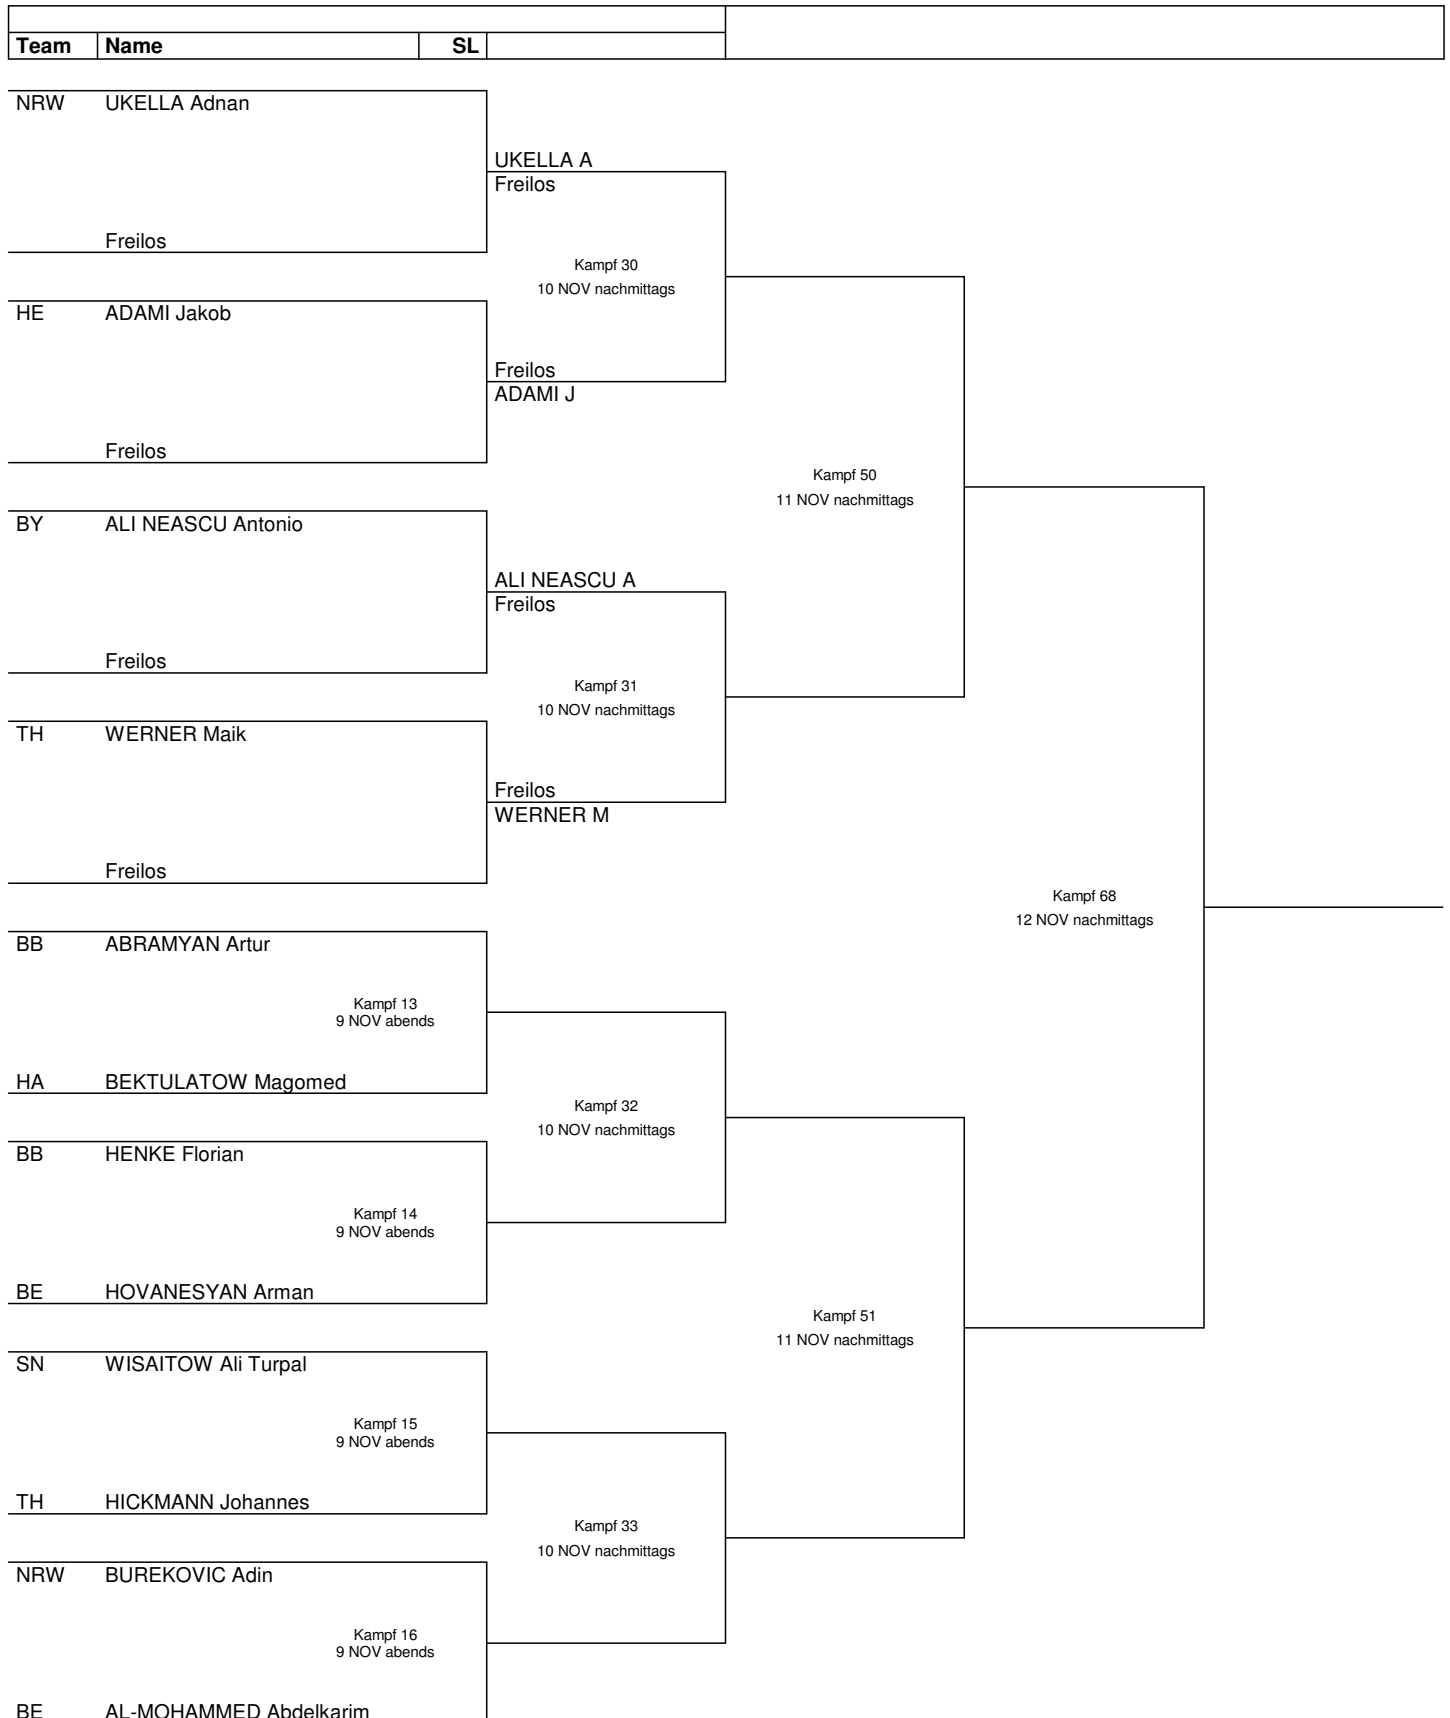 Team Name SL
NRW UKELLA Adnan
UKELLA A
Freilos
Freilos
Kampf 30
10 NOV nachmittags
HE ADAMI Jakob
Freilos
ADAMI J
Freilos
Kampf 50
11 NOV nachmittags
BY ALI NEASCU Antonio
ALI NEASCU A
Freilos
Freilos
Kampf 31
10 NOV nachmittags
TH WERNER Maik
Freilos
WERNER M
Freilos
Kampf 68
12 NOV nachmittags
BB ABRAMYAN Artur
Kampf 13
9 NOV abends
HA BEKTULATOW Magomed
Kampf 32
10 NOV nachmittags
BB HENKE Florian
Kampf 14
9 NOV abends
BE HOVANESYAN Arman
Kampf 51
11 NOV nachmittags
SN WISAITOW Ali Turpal
Kampf 15
9 NOV abends
TH HICKMANN Johannes
Kampf 33
10 NOV nachmittags
NRW BUREKOVIC Adin
Kampf 16
9 NOV abends
BE AL-MOHAMMED Abdelkarim